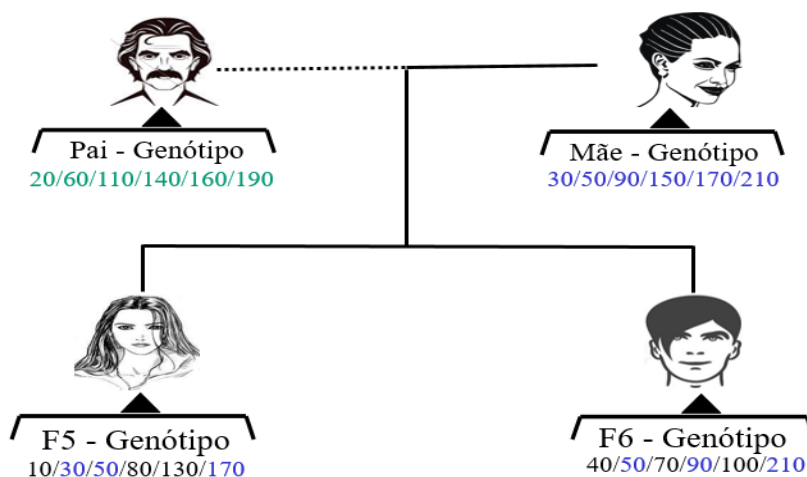 Pai - Genótipo
20/60/110/140/160/190
Mãe - Genótipo
30/50/90/150/170/210
F5 - Genótipo
10/30/50/80/130/170
F6 - Genótipo
40/50/70/90/100/210